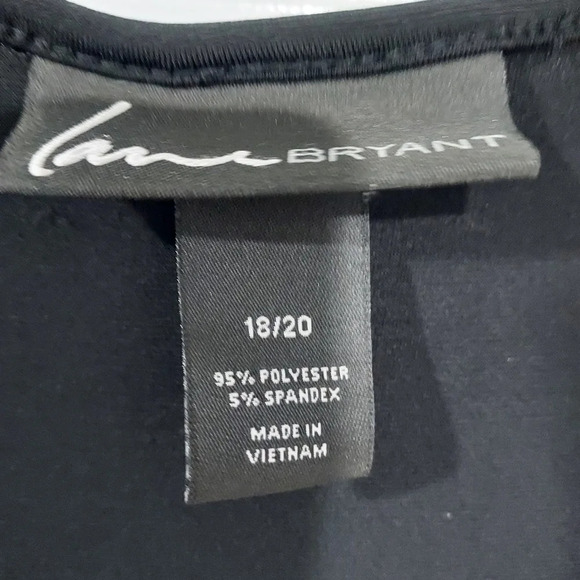 Lane BRYANT
18/20
95% POLYESTER
5% SPANDEX
MADE IN
VIETNAM